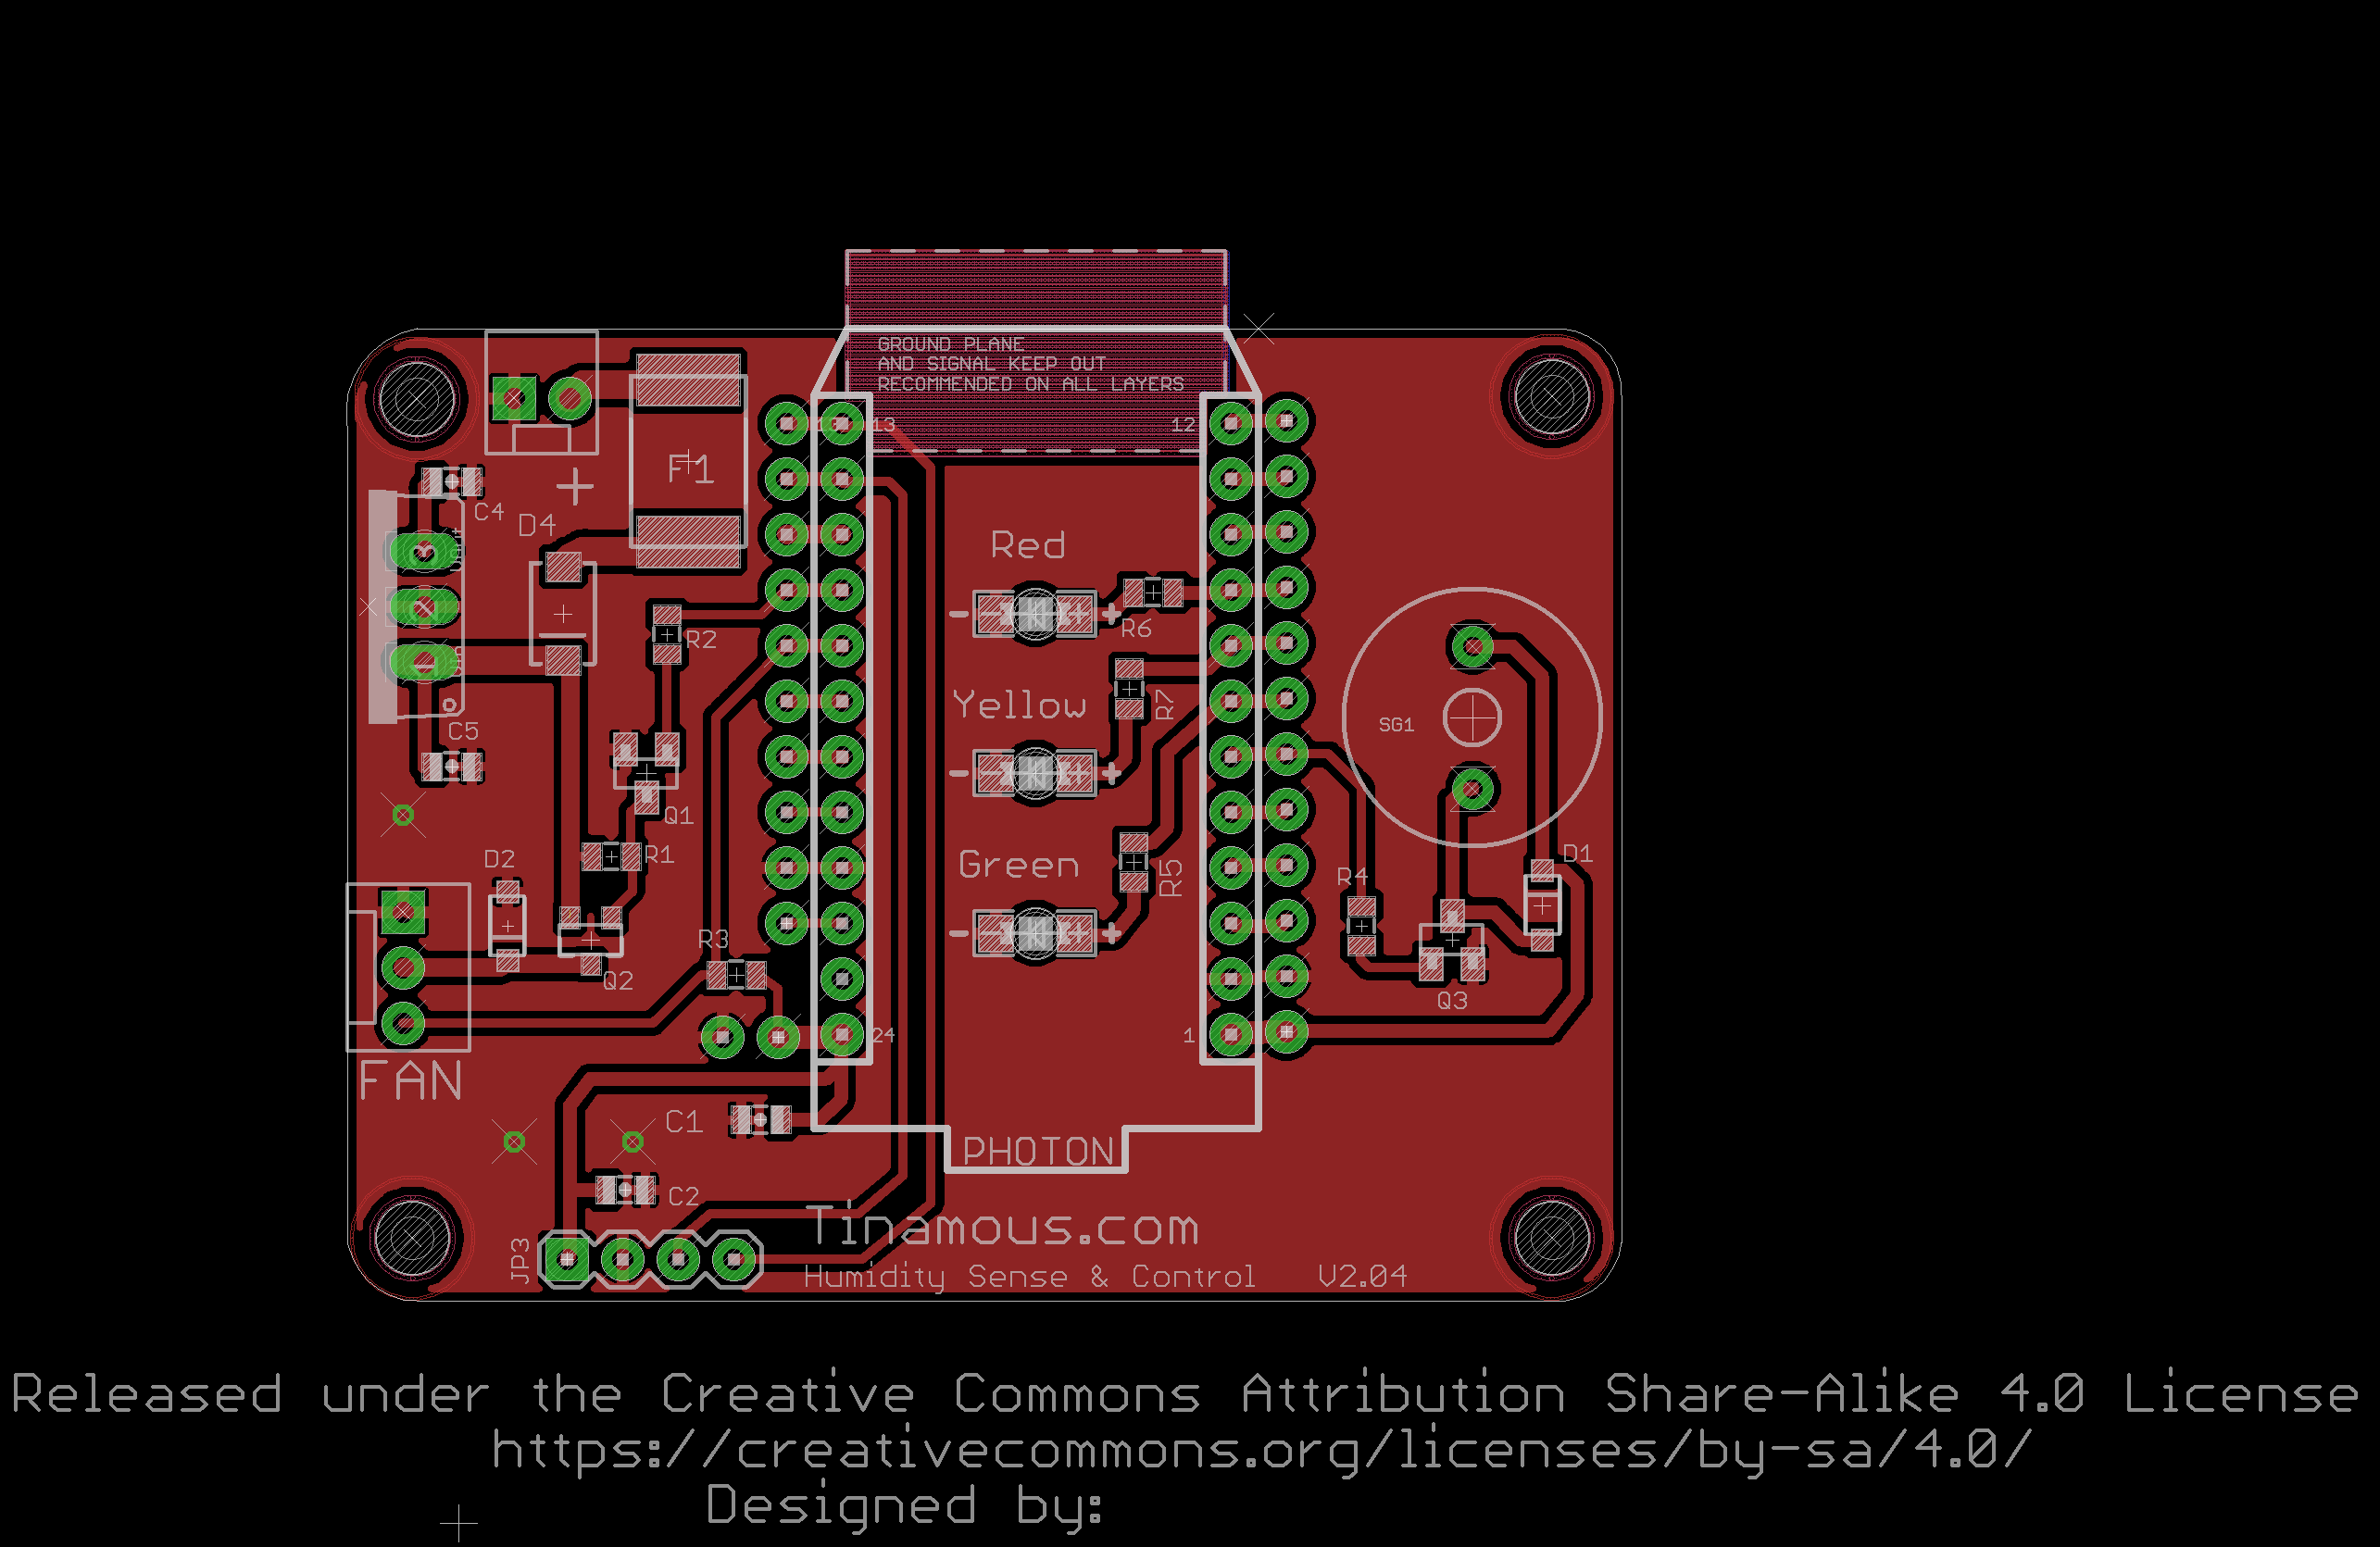 GROUND PLANE
AND SIGNAL KEEP OUT
RECOMMENDED ON ALL LAYERS
13
12
F1
C4
D4
Red
R2
R6
Yellow
R7
SG1
C5
Q1
R1
D2
Green
R5
D1
R4
R3
Q2
Q3
24
1
FAN
C1
PHOTON
C2
Tinamous.com
JP3
Humidity Sense & Control V2.04
Released under the Creative Commons Attribution Share-Alike 4.0 License
https://creativecommons.org/licenses/by-sa/4.0/
Designed by: